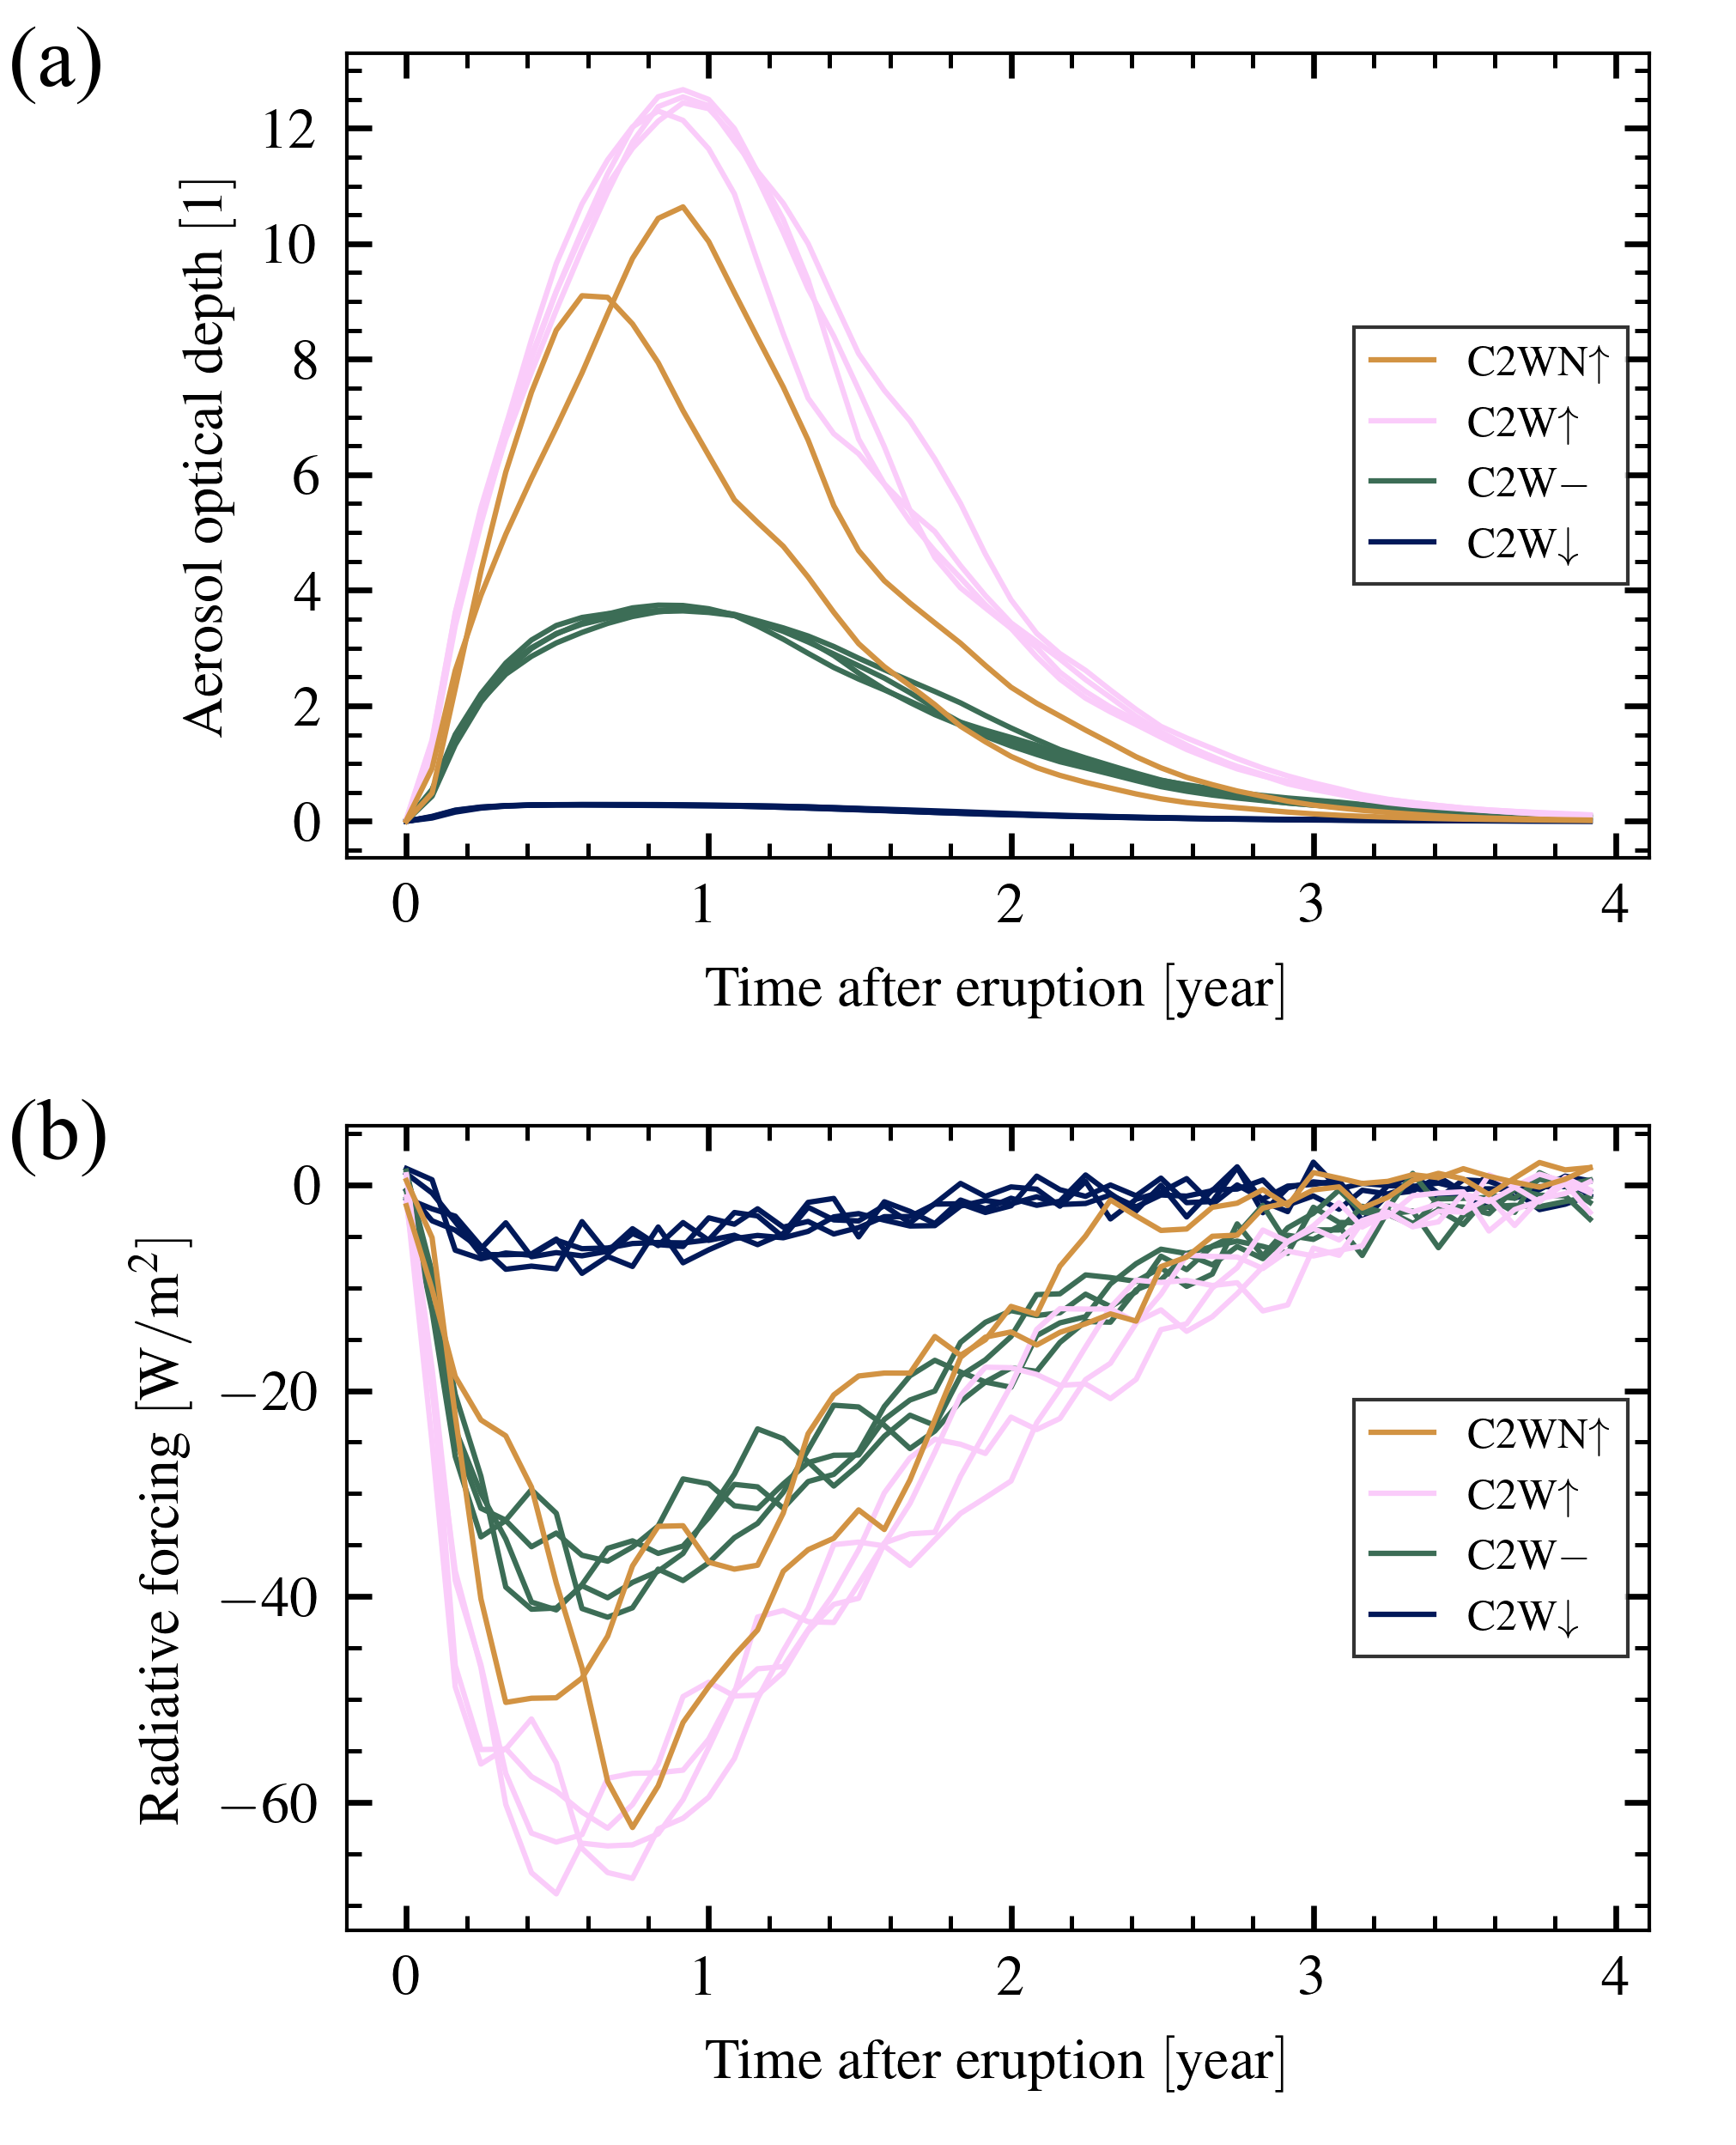 (a)
Aerosol optical depth [1]
12
10
8
6
4
2
0
C2WN↑
C2W↑
C2W−
C2W↓
0 1 2 3 4
Time after eruption [year]
(b)
Radiative forcing [W/m²]
0
−20
−40
−60
C2WN↑
C2W↑
C2W−
C2W↓
0 1 2 3 4
Time after eruption [year]